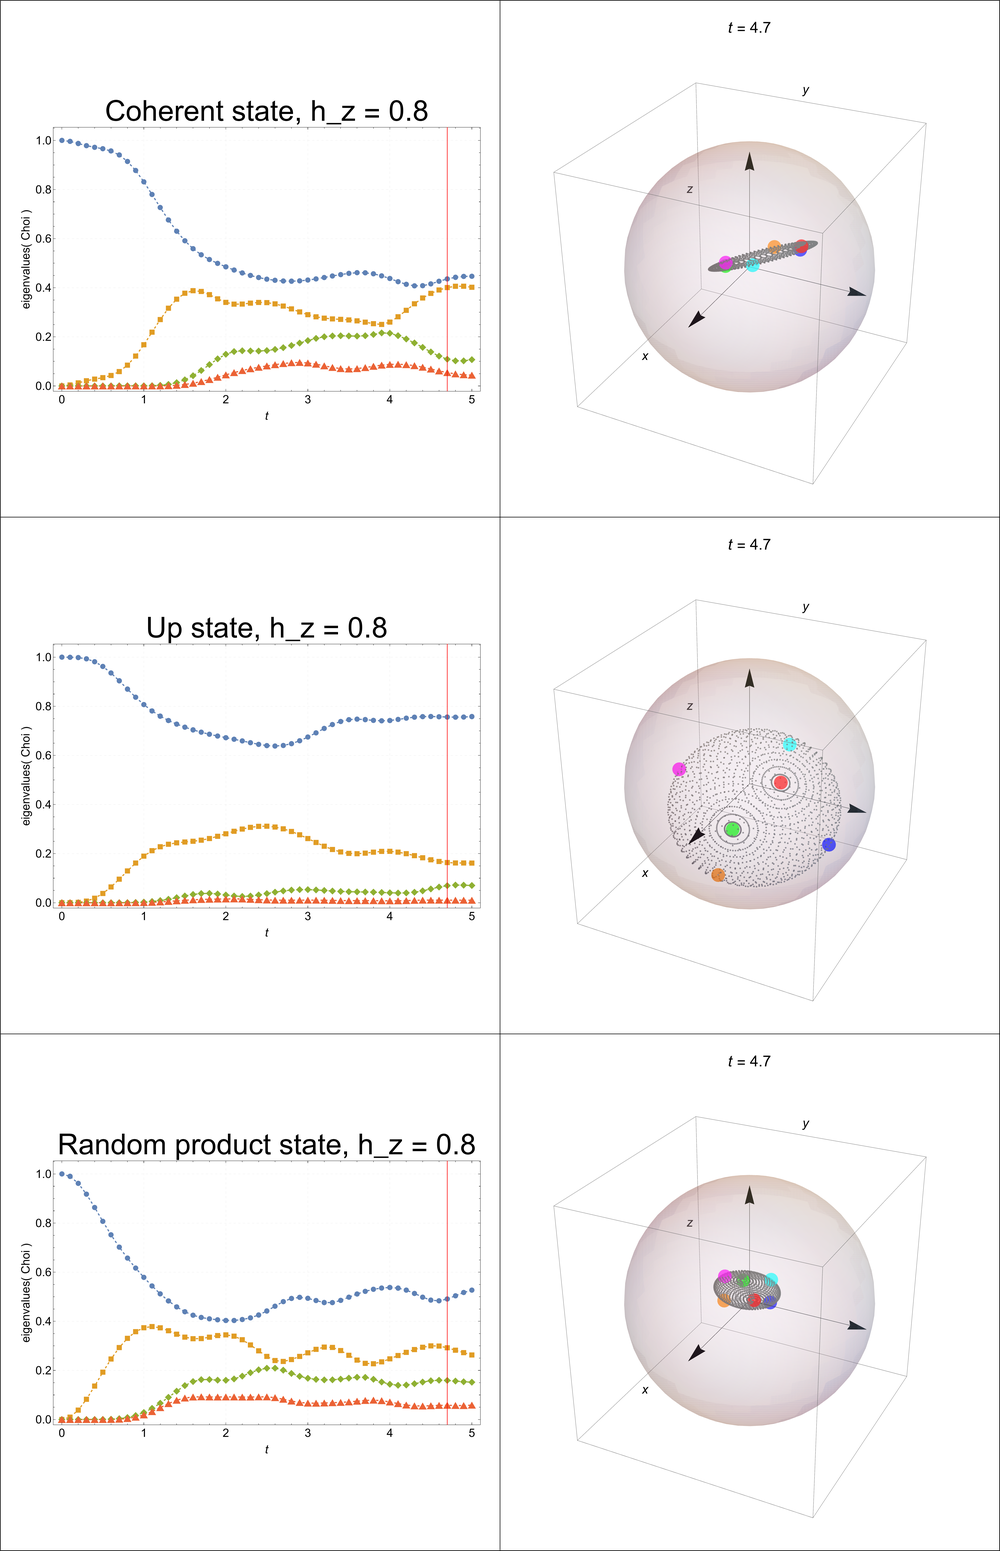 t = 4.7
y
Coherent state, h_z = 0.8
1.0
0.8
0.6
0.4
0.2
0.0
eigenvalues( Choi )
0 1 2 3 4 5
t
z
x
t = 4.7
y
Up state, h_z = 0.8
1.0
0.8
0.6
0.4
0.2
0.0
eigenvalues( Choi )
0 1 2 3 4 5
t
z
x
t = 4.7
y
Random product state, h_z = 0.8
1.0
0.8
0.6
0.4
0.2
0.0
eigenvalues( Choi )
0 1 2 3 4 5
t
z
x